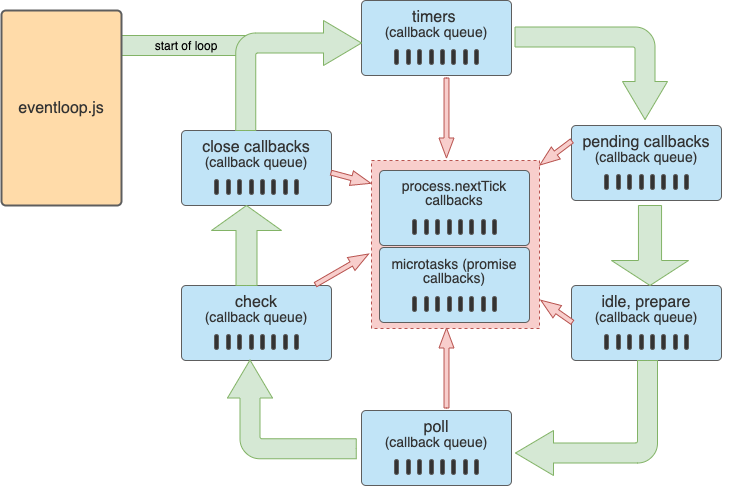 eventloop.js
start of loop
timers
(callback queue)
pending callbacks
(callback queue)
idle, prepare
(callback queue)
poll
(callback queue)
check
(callback queue)
close callbacks
(callback queue)
process.nextTick
callbacks
microtasks (promise
callbacks)